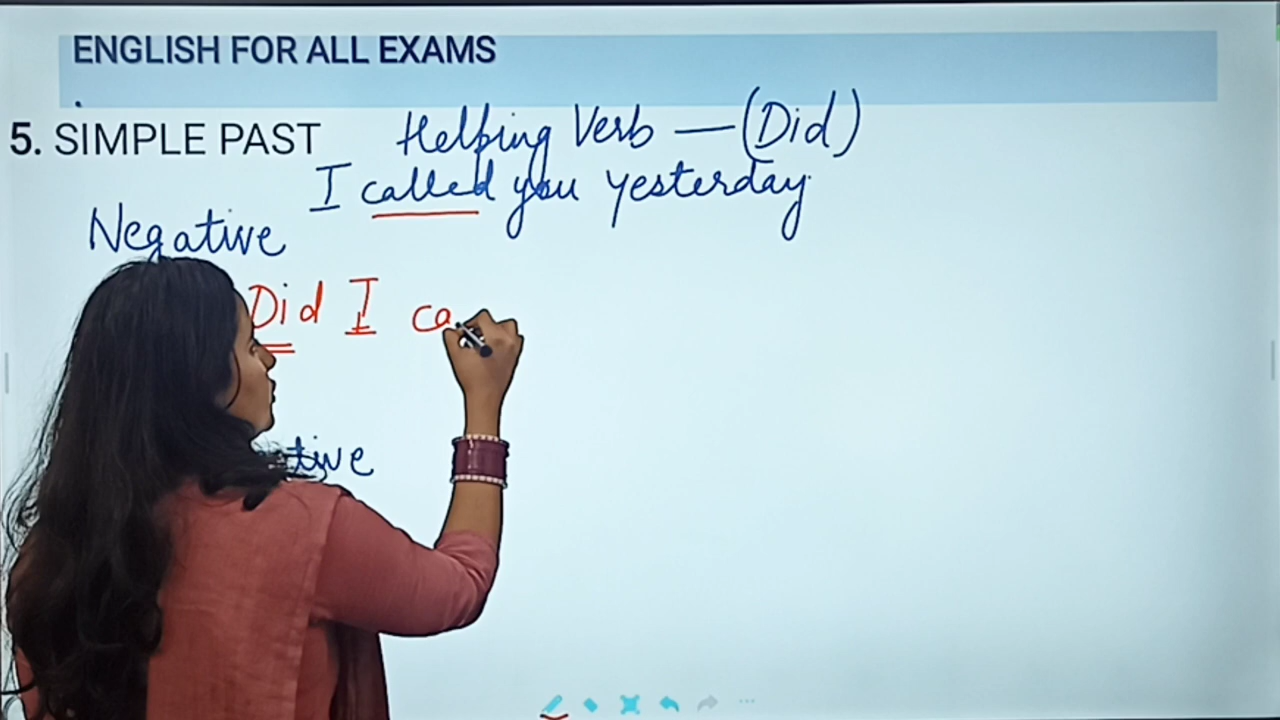 ENGLISH FOR ALL EXAMS
5. SIMPLE PAST Helping Verb — (Did)
I called you yesterday
Negative
Did I ca
tive